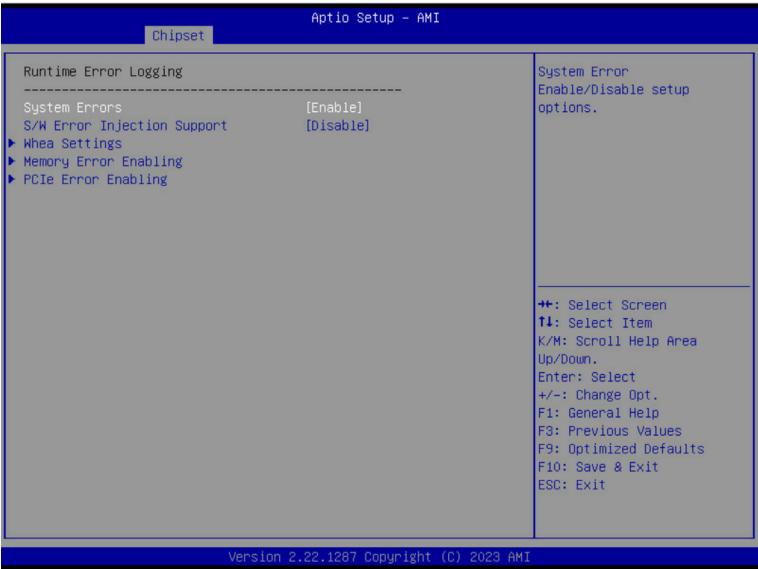 Aptio Setup – AMI
Chipset
Runtime Error Logging
--------------------------------------------------
System Errors [Enable]
S/W Error Injection Support [Disable]
Whea Settings
Memory Error Enabling
PCIe Error Enabling
System Error
Enable/Disable setup
options.
→←: Select Screen
↑↓: Select Item
K/M: Scroll Help Area
Up/Down.
Enter: Select
+/-: Change Opt.
F1: General Help
F3: Previous Values
F9: Optimized Defaults
F10: Save & Exit
ESC: Exit
Version 2.22.1287 Copyright (C) 2023 AMI